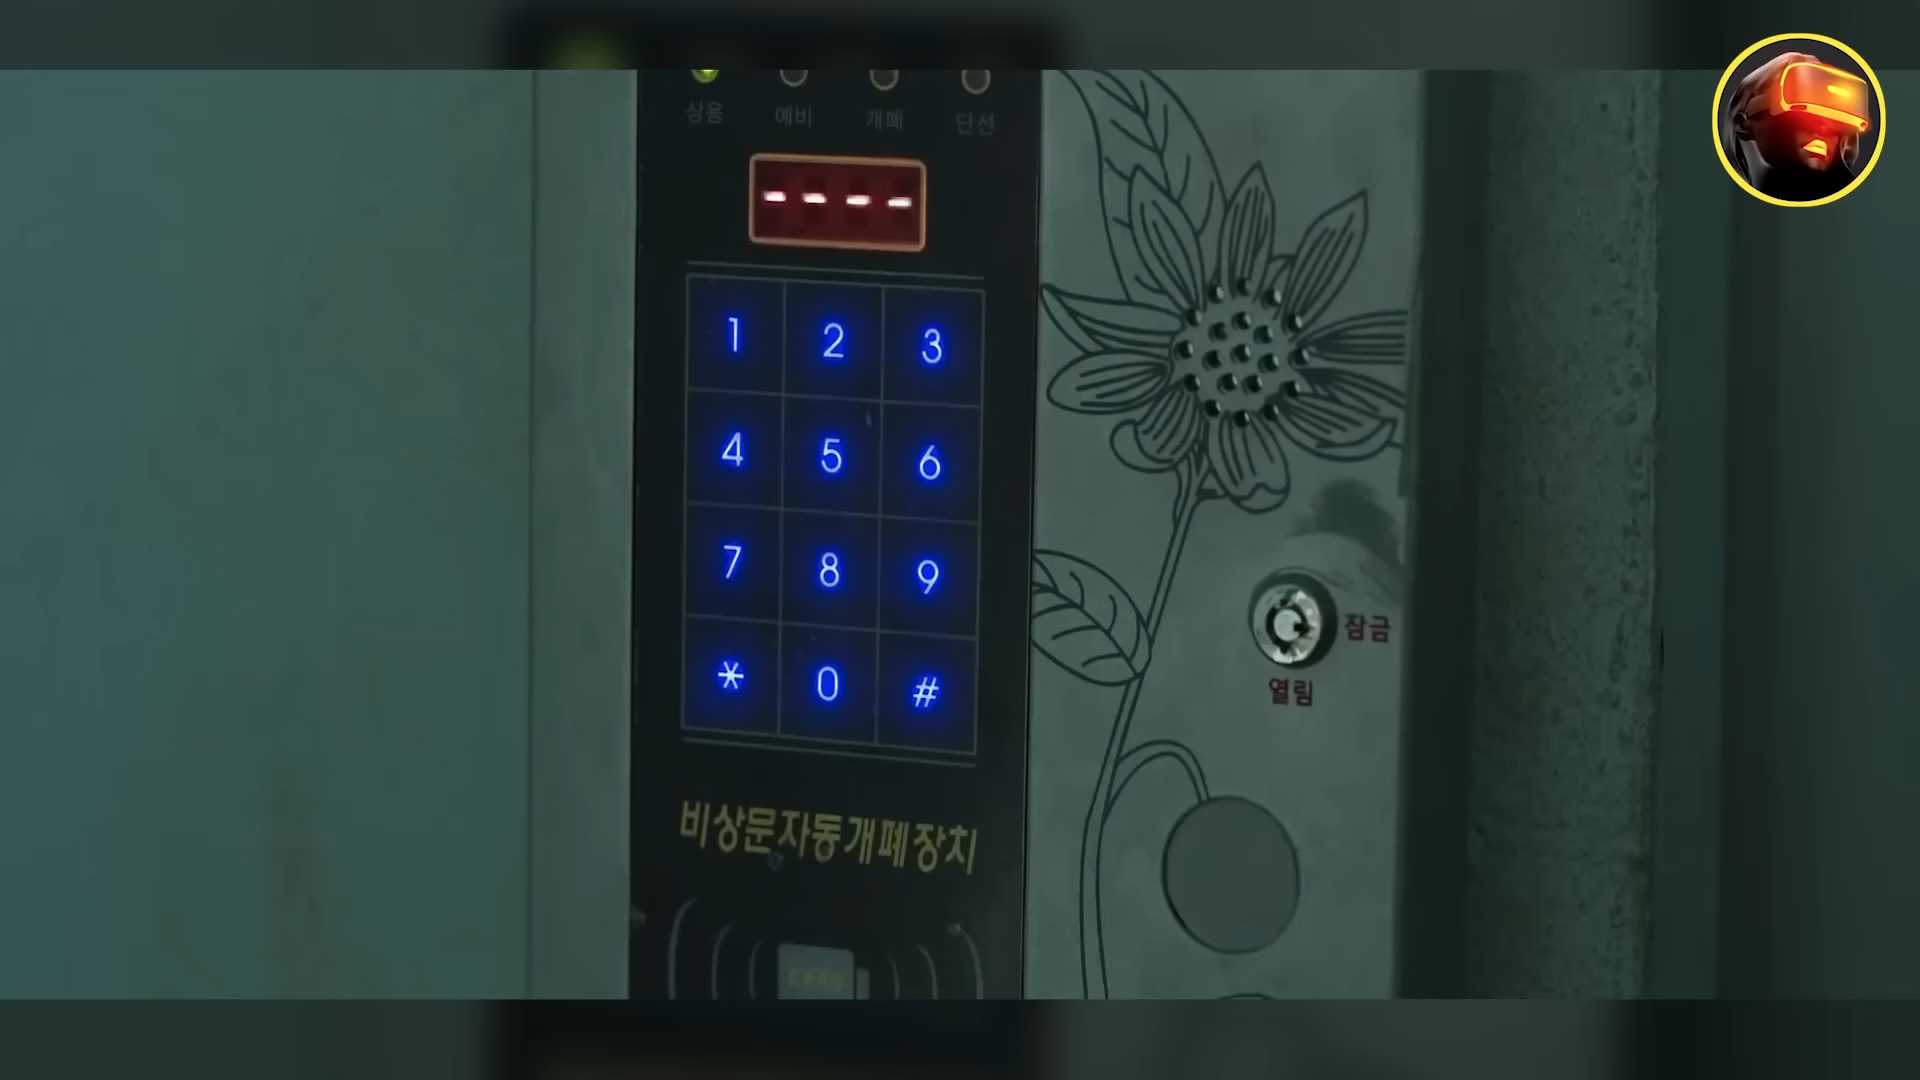 상용 예비 개폐 단선
- - - -
1 2 3
4 5 6
7 8 9
* 0 #
비상문자동개폐장치
잠금
열림